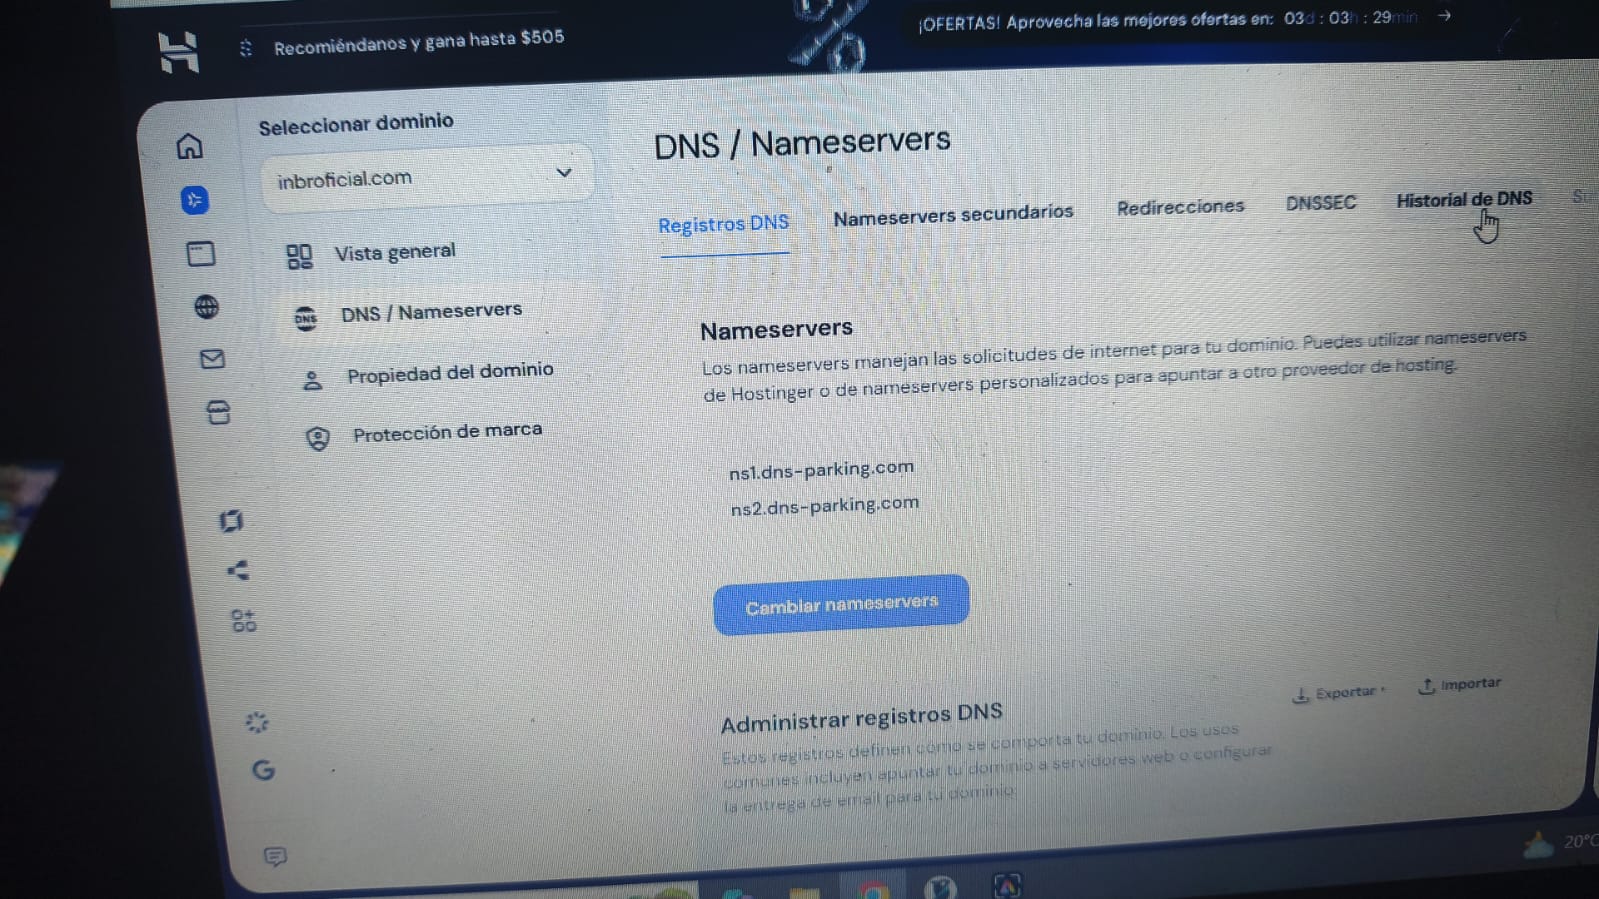 Recomiéndanos y gana hasta $505
¡OFERTAS! Aprovecha las mejores ofertas en: 03d : 03h : 29min →
Seleccionar dominio
inbroficial.com
Vista general
DNS
DNS / Nameservers
Propiedad del dominio
Protección de marca
DNS / Nameservers
Registros DNS
Nameservers secundarios
Redirecciones
DNSSEC
Historial de DNS
Nameservers
Los nameservers manejan las solicitudes de internet para tu dominio. Puedes utilizar nameservers
de Hostinger o de nameservers personalizados para apuntar a otro proveedor de hosting.
ns1.dns-parking.com
ns2.dns-parking.com
Cambiar nameservers
Administrar registros DNS
Exportar
Importar
Estos registros definen cómo se comporta tu dominio. Los usos
comunes incluyen apuntar tu dominio a servidores web o configurar
la entrega de email para tu dominio.
G
20°C